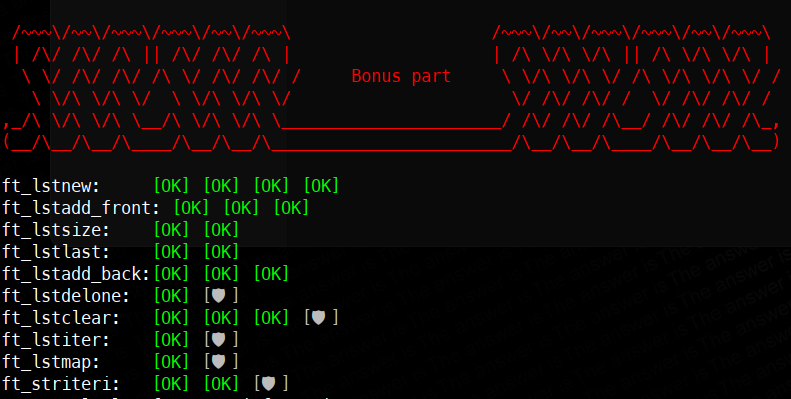 Bonus part
ft_lstnew: [OK] [OK] [OK] [OK]
ft_lstadd_front: [OK] [OK] [OK]
ft_lstsize: [OK] [OK]
ft_lstlast: [OK] [OK]
ft_lstadd_back: [OK] [OK] [OK]
ft_lstdelone: [OK] [🛡]
ft_lstclear: [OK] [OK] [OK] [🛡]
ft_lstiter: [OK] [🛡]
ft_lstmap: [OK] [🛡]
ft_striteri: [OK] [OK] [🛡]